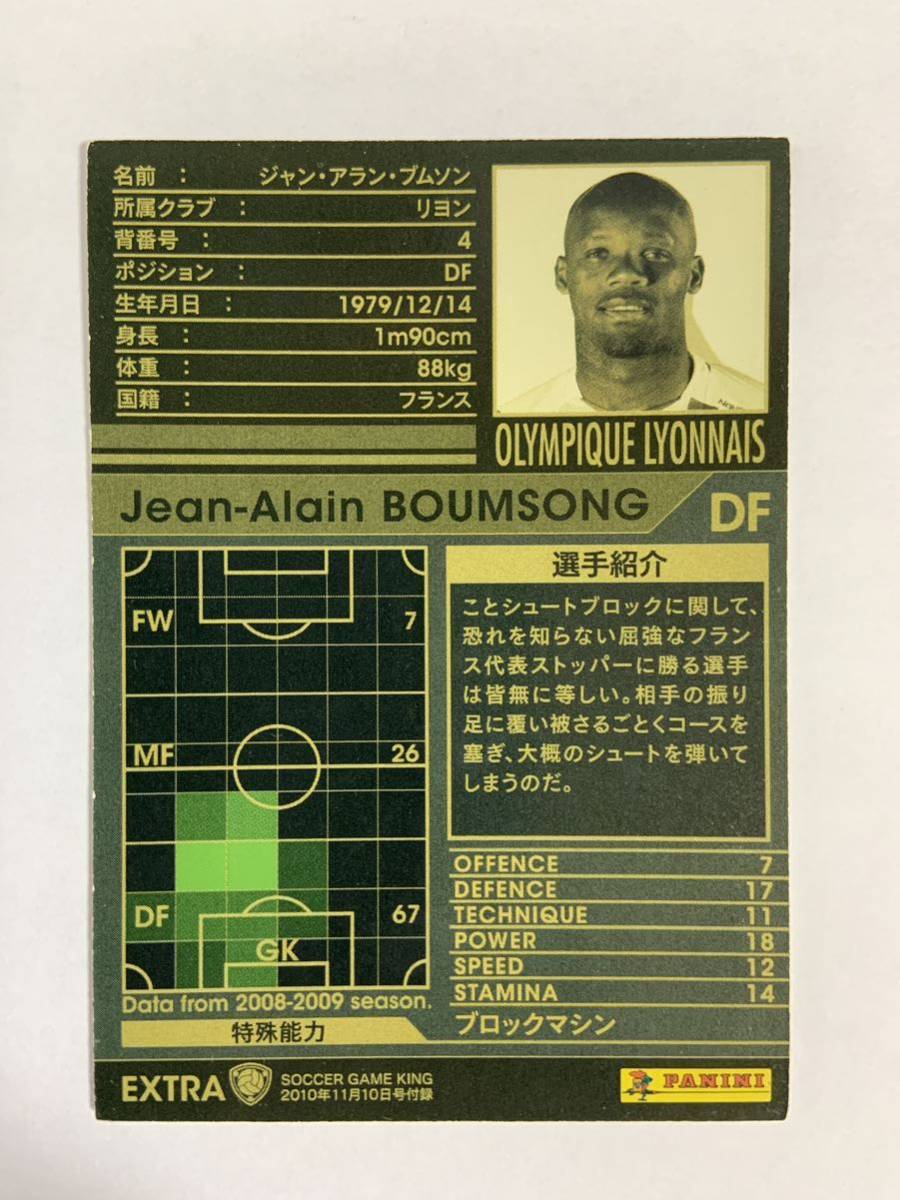 名前 : ジャン・アラン・ブムソン
所属クラブ : リヨン
背番号 : 4
ポジション : DF
生年月日 : 1979/12/14
身長 : 1m90cm
体重 : 88kg
国籍 : フランス
OLYMPIQUE LYONNAIS
Jean-Alain BOUMSONG
DF
FW 7
MF 26
DF 67
GK
Data from 2008-2009 season.
選手紹介
ことシュートブロックに関して、
恐れを知らない屈強なフラン
ス代表ストッパーに勝る選手
は皆無に等しい。相手の振り
足に覆い被さるごとくコースを
塞ぎ、大概のシュートを弾いて
しまうのだ。
OFFENCE 7
DEFENCE 17
TECHNIQUE 11
POWER 18
SPEED 12
STAMINA 14
特殊能力 ブロックマシン
EXTRA
SOCCER GAME KING
2010年11月10日号付録
PANINI